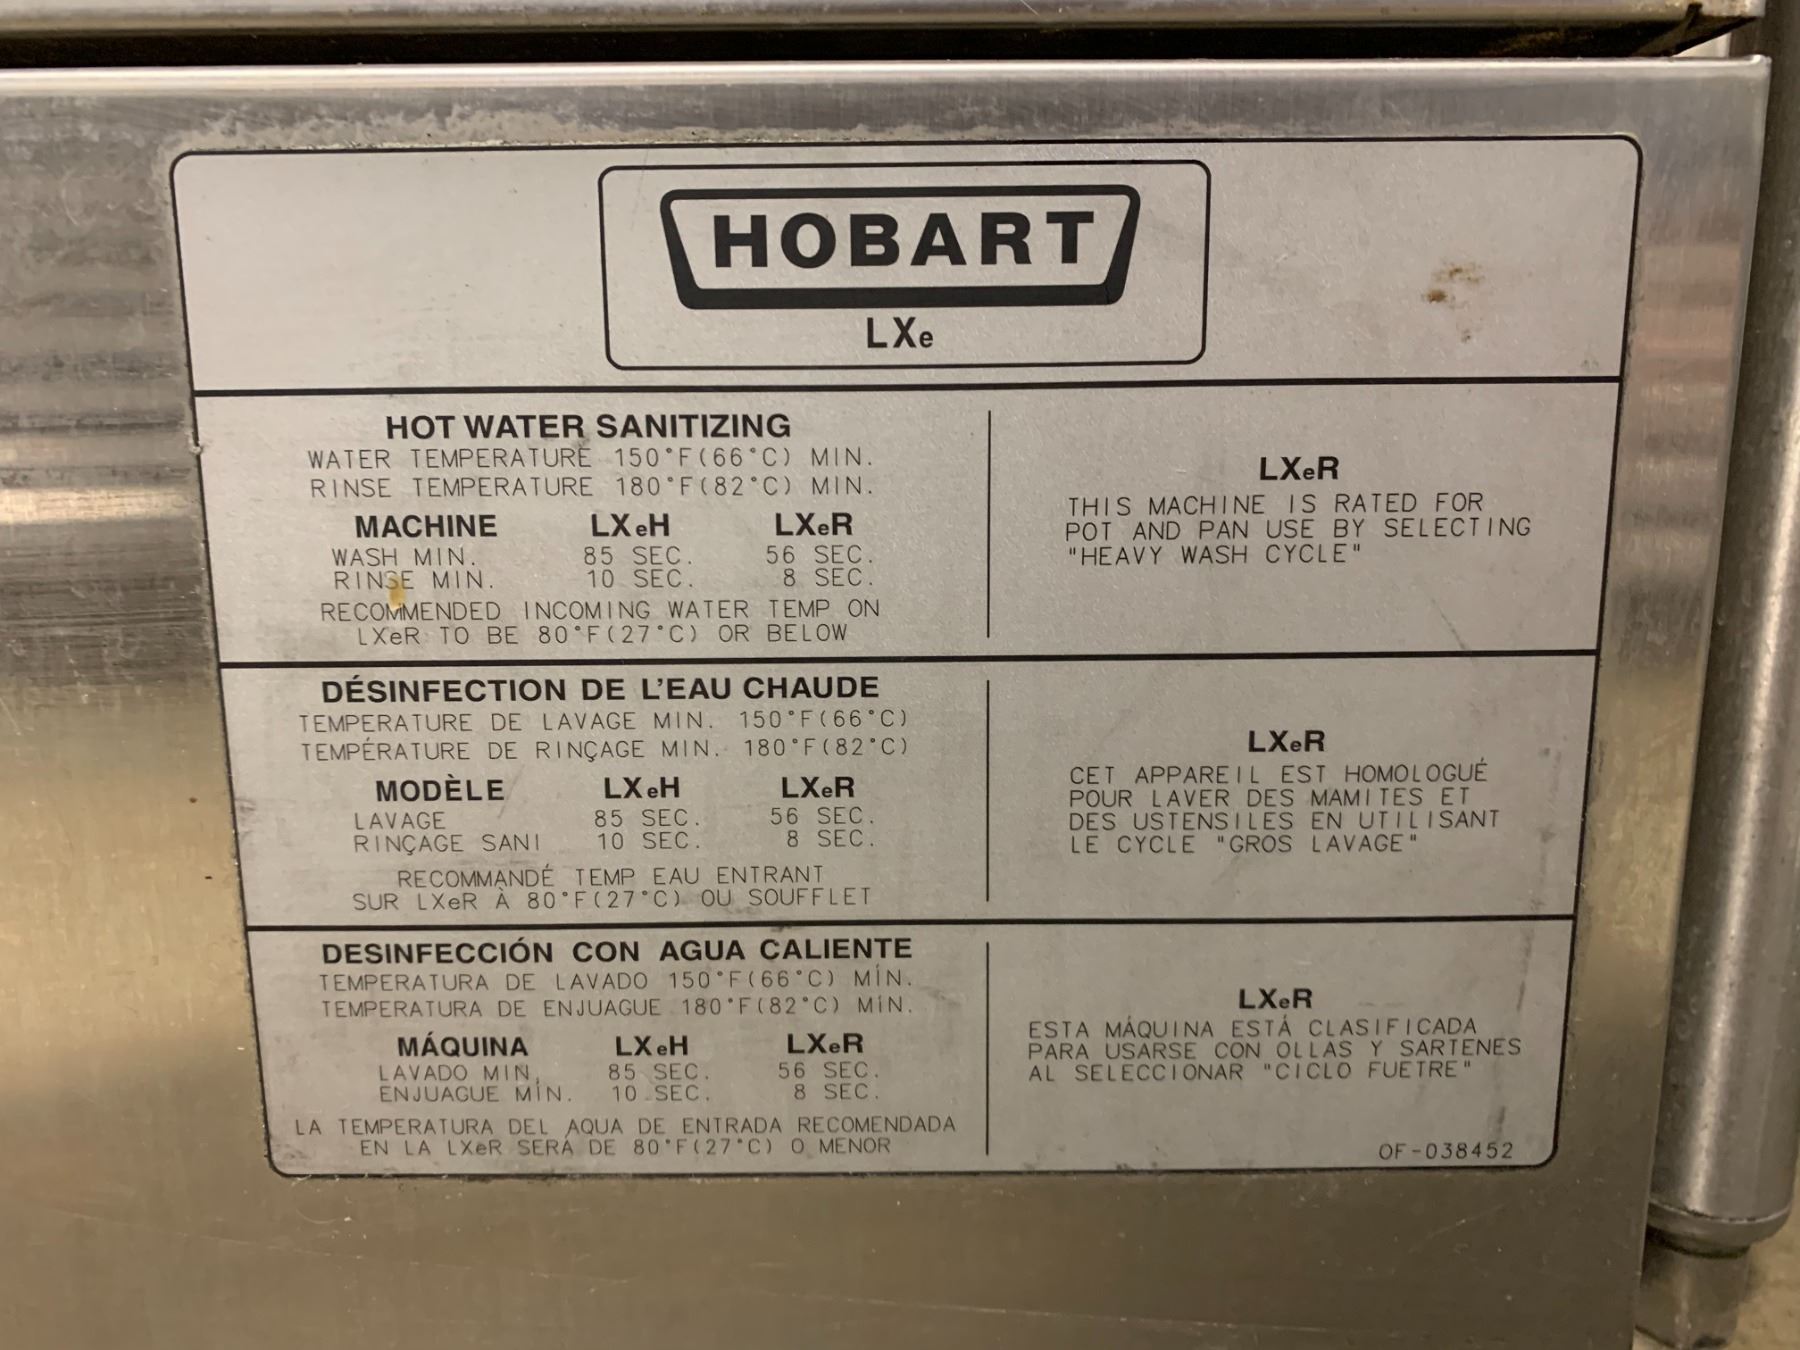 HOBART
LXe
HOT WATER SANITIZING
WATER TEMPERATURE 150°F(66°C) MIN.
RINSE TEMPERATURE 180°F(82°C) MIN.
MACHINE LXeH LXeR
WASH MIN. 85 SEC. 56 SEC.
RINSE MIN. 10 SEC. 8 SEC.
RECOMMENDED INCOMING WATER TEMP ON
LXeR TO BE 80°F(27°C) OR BELOW
LXeR
THIS MACHINE IS RATED FOR
POT AND PAN USE BY SELECTING
"HEAVY WASH CYCLE"
DÉSINFECTION DE L'EAU CHAUDE
TEMPERATURE DE LAVAGE MIN. 150°F(66°C)
TEMPÉRATURE DE RINÇAGE MIN. 180°F(82°C)
MODÈLE LXeH LXeR
LAVAGE 85 SEC. 56 SEC.
RINÇAGE SANI 10 SEC. 8 SEC.
RECOMMANDÉ TEMP EAU ENTRANT
SUR LXeR À 80°F(27°C) OU SOUFFLET
LXeR
CET APPAREIL EST HOMOLOGUÉ
POUR LAVER DES MAMITES ET
DES USTENSILES EN UTILISANT
LE CYCLE "GROS LAVAGE"
DESINFECCIÓN CON AGUA CALIENTE
TEMPERATURA DE LAVADO 150°F(66°C) MÍN.
TEMPERATURA DE ENJUAGUE 180°F(82°C) MÍN.
MÁQUINA LXeH LXeR
LAVADO MIN, 85 SEC. 56 SEC.
ENJUAGUE MÍN. 10 SEC. 8 SEC.
LA TEMPERATURA DEL AQUA DE ENTRADA RECOMENDADA
EN LA LXeR SERÁ DE 80°F(27°C) O MENOR
LXeR
ESTA MÁQUINA ESTÁ CLASIFICADA
PARA USARSE CON OLLAS Y SARTENES
AL SELECCIONAR "CICLO FUETRE"
OF-038452